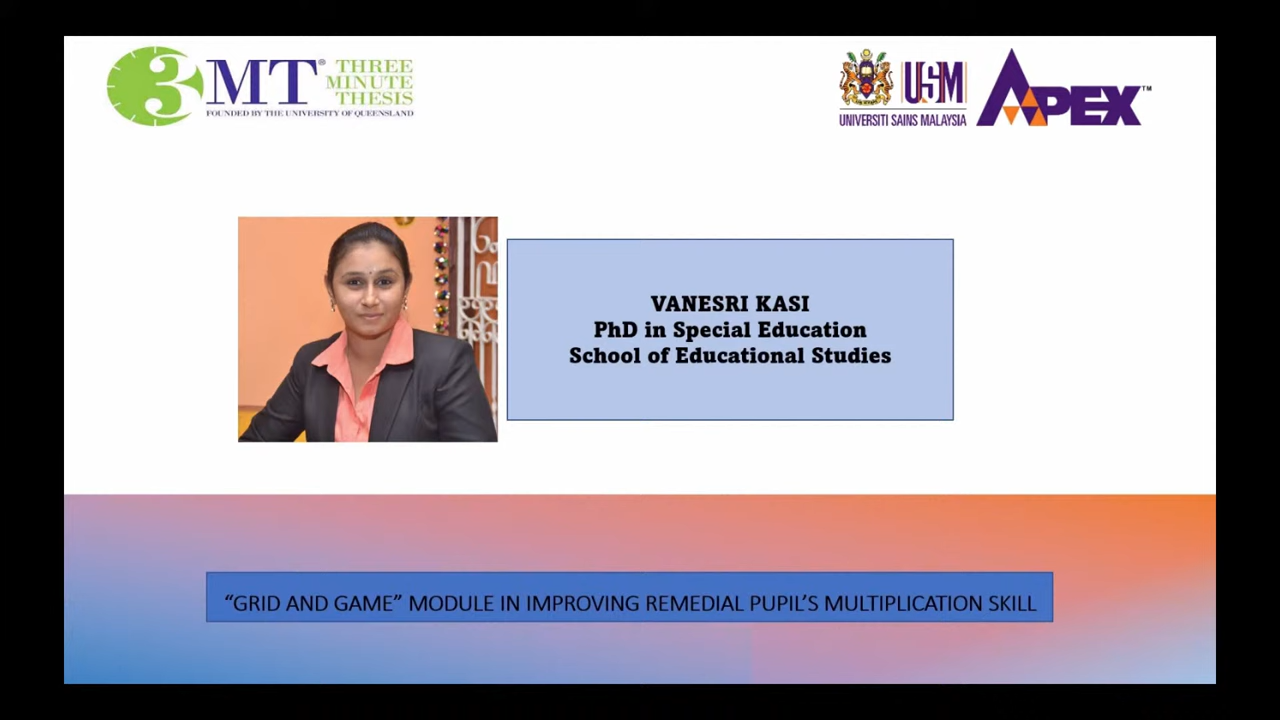 3MT® THREE
MINUTE
THESIS
FOUNDED BY THE UNIVERSITY OF QUEENSLAND
USM
UNIVERSITI SAINS MALAYSIA
APEX™
VANESRI KASI
PhD in Special Education
School of Educational Studies
“GRID AND GAME” MODULE IN IMPROVING REMEDIAL PUPIL’S MULTIPLICATION SKILL